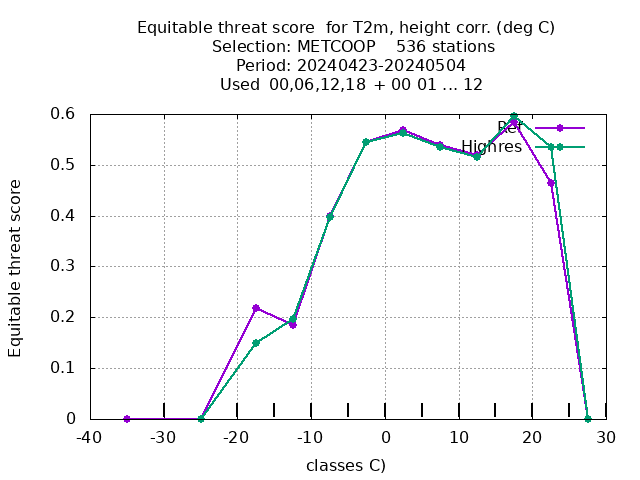 Equitable threat score for T2m, height corr. (deg C)
Selection: METCOOP 536 stations
Period: 20240423-20240504
Used 00,06,12,18 + 00 01 ... 12
Equitable threat score
0.6
0.5
0.4
0.3
0.2
0.1
0
Ref
Highres
-40 -30 -20 -10 0 10 20 30
classes C)